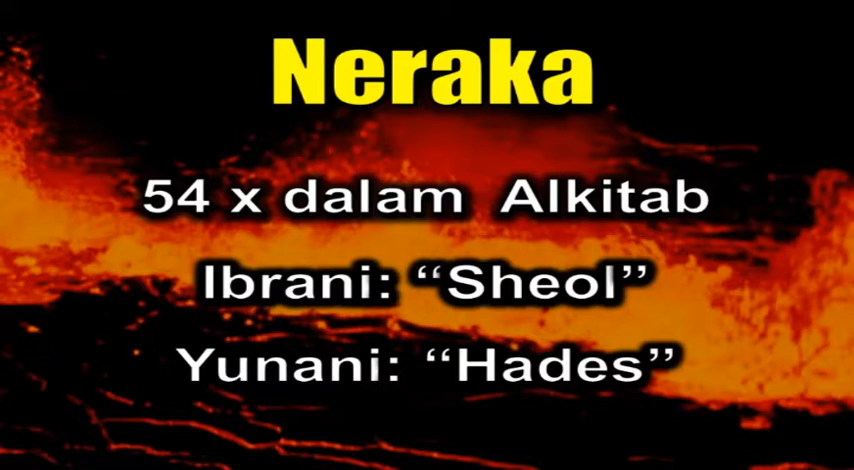 Neraka
54 x dalam Alkitab
Ibrani: “Sheol”
Yunani: “Hades”